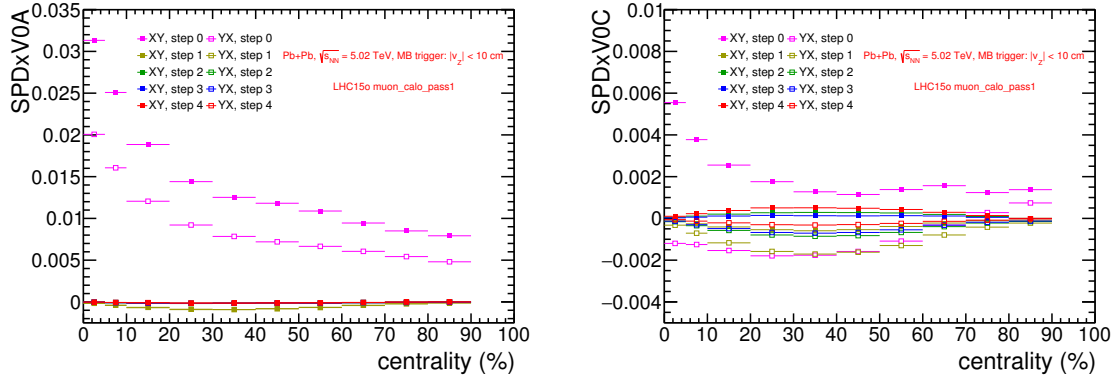 SPDxV0A
0.035
0.03
0.025
0.02
0.015
0.01
0.005
0
XY, step 0 YX, step 0
XY, step 1 YX, step 1
XY, step 2 YX, step 2
XY, step 3 YX, step 3
XY, step 4 YX, step 4
Pb+Pb, √s_NN = 5.02 TeV, MB trigger: |v_z| < 10 cm
LHC15o muon_calo_pass1
0 10 20 30 40 50 60 70 80 90 100
centrality (%)
SPDxV0C
0.01
0.008
0.006
0.004
0.002
0
−0.002
−0.004
XY, step 0 YX, step 0
XY, step 1 YX, step 1
XY, step 2 YX, step 2
XY, step 3 YX, step 3
XY, step 4 YX, step 4
Pb+Pb, √s_NN = 5.02 TeV, MB trigger: |v_z| < 10 cm
LHC15o muon_calo_pass1
0 10 20 30 40 50 60 70 80 90 100
centrality (%)